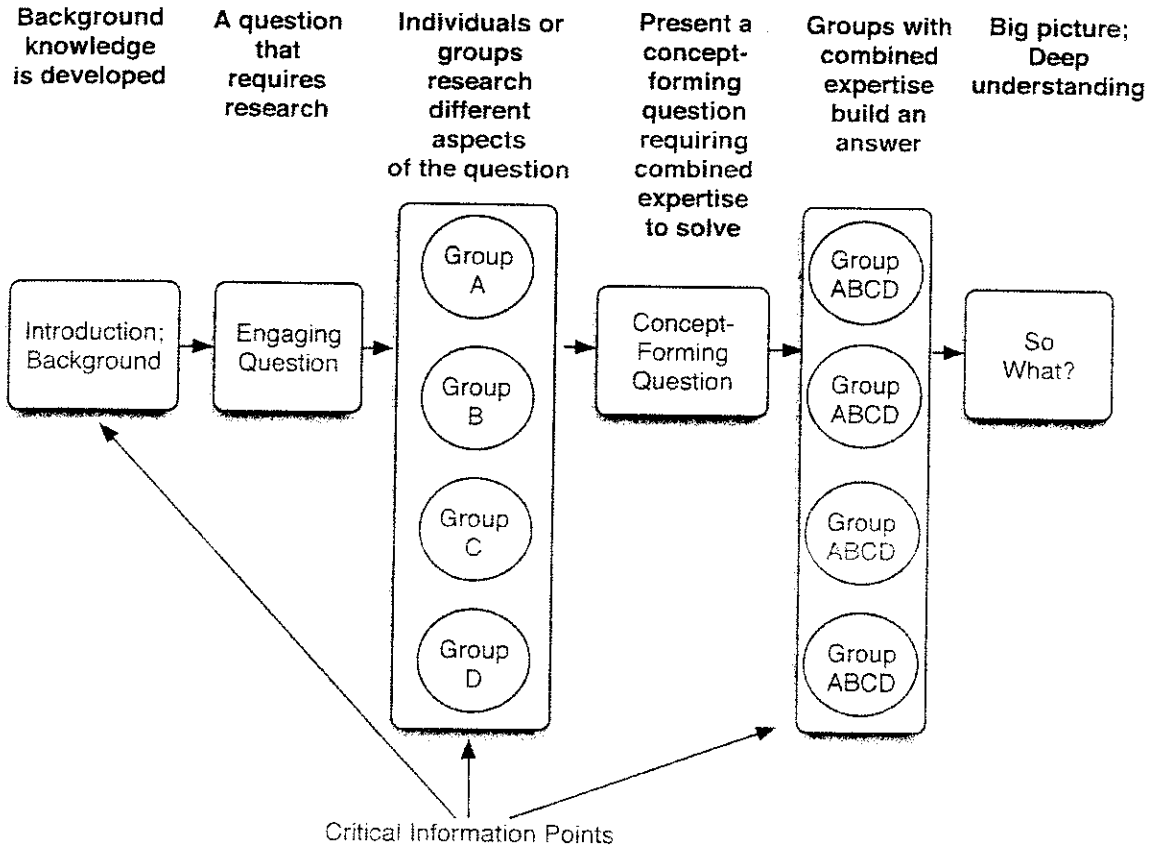 Background
knowledge
is developed
A question
that
requires
research
Individuals or
groups
research
different
aspects
of the question
Present a
concept-
forming
question
requiring
combined
expertise
to solve
Groups with
combined
expertise
build an
answer
Big picture;
Deep
understanding
Introduction;
Background
Engaging
Question
Group
A
Group
B
Group
C
Group
D
Concept-
Forming
Question
Group
ABCD
Group
ABCD
Group
ABCD
Group
ABCD
So
What?
Critical Information Points